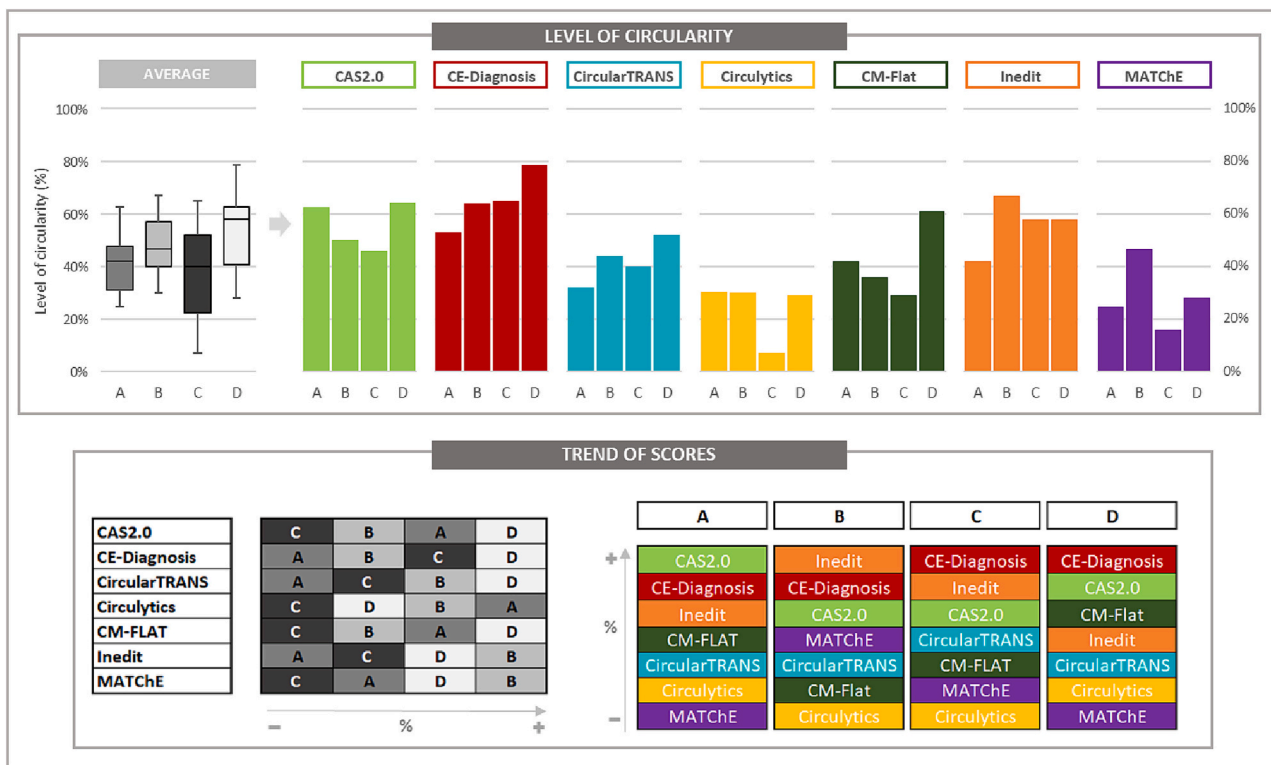 LEVEL OF CIRCULARITY
AVERAGE CAS2.0 CE-Diagnosis CircularTRANS Circulytics CM-Flat Inedit MATChE
100% 100%
80% 80%
60% 60%
40% 40%
20% 20%
0% 0%
Level of circularity (%)
A B C D A B C D A B C D A B C D A B C D A B C D A B C D A B C D
TREND OF SCORES
CAS2.0 C B A D
CE-Diagnosis A B C D
CircularTRANS A C B D
Circulytics C D B A
CM-FLAT C B A D
Inedit A C D B
MATChE C A D B
− % +
A B C D
+ CAS2.0 Inedit CE-Diagnosis CE-Diagnosis
CE-Diagnosis CE-Diagnosis Inedit CAS2.0
Inedit CAS2.0 CAS2.0 CM-Flat
% CM-FLAT MATChE CircularTRANS Inedit
CircularTRANS CircularTRANS CM-FLAT CircularTRANS
Circulytics CM-Flat MATChE Circulytics
− MATChE Circulytics Circulytics MATChE